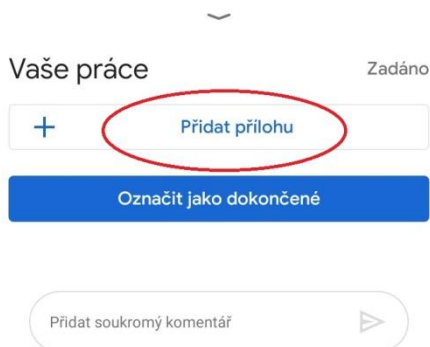 Vaše práce
Zadáno
+ Přidat přílohu
Označit jako dokončené
Přidat soukromý komentář